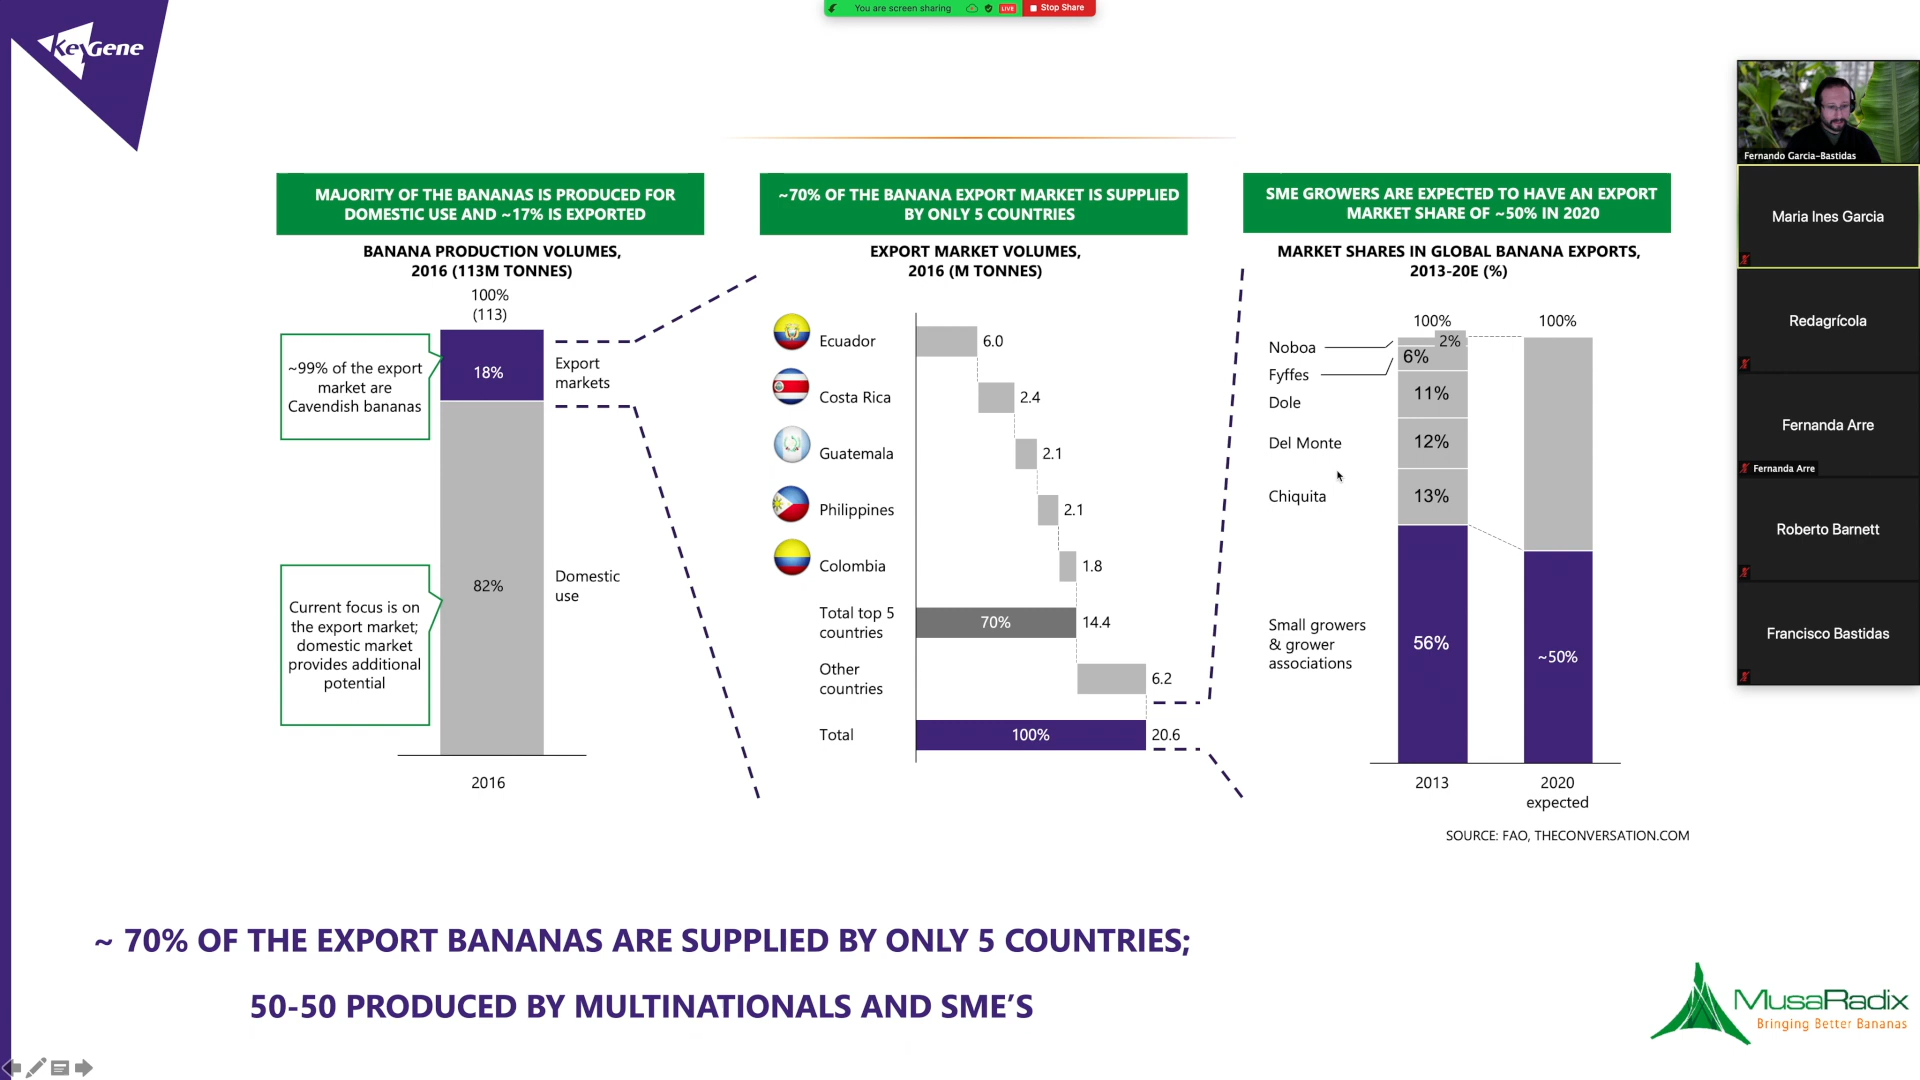 You are screen sharing
LIVE
Stop Share
KeyGene
MAJORITY OF THE BANANAS IS PRODUCED FOR
DOMESTIC USE AND ~17% IS EXPORTED
BANANA PRODUCTION VOLUMES,
2016 (113M TONNES)
100%
(113)
~99% of the export
market are
Cavendish bananas
18%
Export
markets
Current focus is on
the export market;
domestic market
provides additional
potential
82%
Domestic
use
2016
~70% OF THE BANANA EXPORT MARKET IS SUPPLIED
BY ONLY 5 COUNTRIES
EXPORT MARKET VOLUMES,
2016 (M TONNES)
Ecuador 6.0
Costa Rica 2.4
Guatemala 2.1
Philippines 2.1
Colombia 1.8
Total top 5
countries
70% 14.4
Other
countries
6.2
Total 100% 20.6
SME GROWERS ARE EXPECTED TO HAVE AN EXPORT
MARKET SHARE OF ~50% IN 2020
MARKET SHARES IN GLOBAL BANANA EXPORTS,
2013-20E (%)
100% 100%
Noboa 2%
Fyffes 6%
Dole 11%
Del Monte 12%
Chiquita 13%
Small growers
& grower
associations
56% ~50%
2013 2020
expected
SOURCE: FAO, THECONVERSATION.COM
~ 70% OF THE EXPORT BANANAS ARE SUPPLIED BY ONLY 5 COUNTRIES;
50-50 PRODUCED BY MULTINATIONALS AND SME’S
MusaRadix
Bringing Better Bananas
Fernando Garcia-Bastidas
Maria Ines Garcia
Redagrícola
Fernanda Arre
Fernanda Arre
Roberto Barnett
Francisco Bastidas